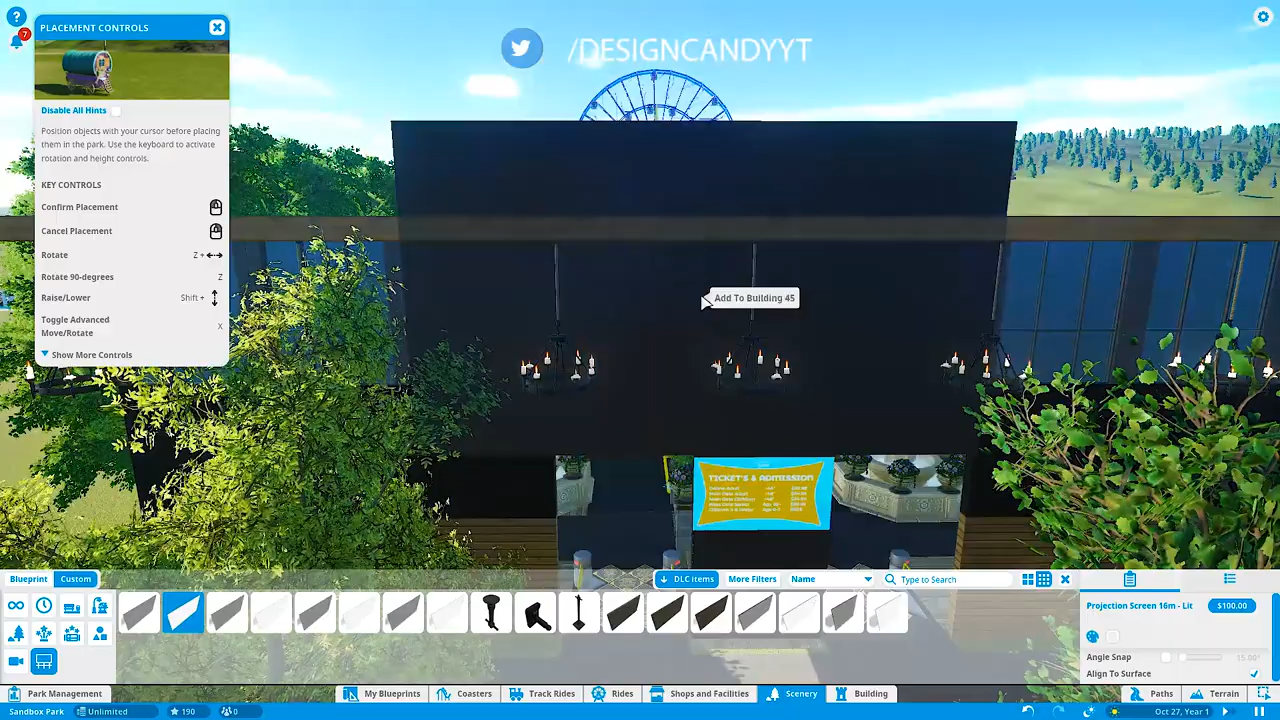 ?
7
PLACEMENT CONTROLS
Disable All Hints
Position objects with your cursor before placing
them in the park. Use the keyboard to activate
rotation and height controls.
KEY CONTROLS
Confirm Placement
Cancel Placement
Rotate Z +
Rotate 90-degrees Z
Raise/Lower Shift +
Toggle Advanced
Move/Rotate X
Show More Controls
/DESIGNCANDYYT
Add To Building 45
TICKET'S & ADMISSION
Blueprint Custom
DLC items More Filters Name Type to Search
Projection Screen 16m - Lit $100.00
Angle Snap 15.00°
Align To Surface
Park Management My Blueprints Coasters Track Rides Rides Shops and Facilities Scenery Building Paths Terrain
Sandbox Park Unlimited 190 0 Oct 27, Year 1